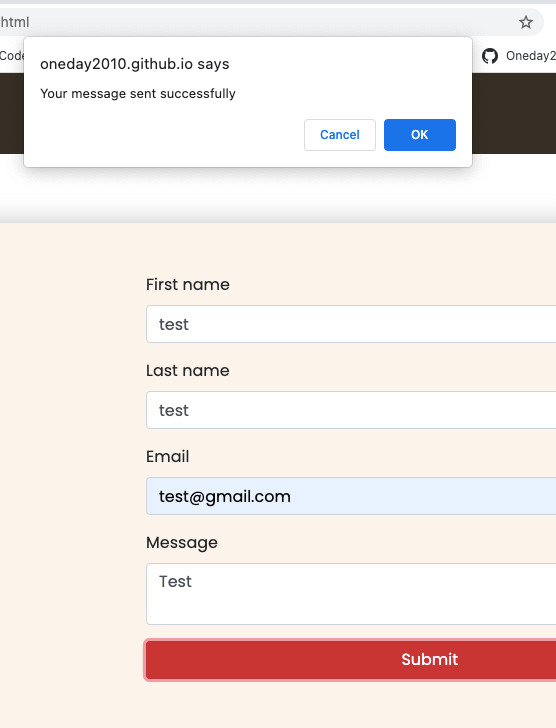 html
Code
Oneday2
oneday2010.github.io says
Your message sent successfully
Cancel
OK
First name
test
Last name
test
Email
test@gmail.com
Message
Test
Submit